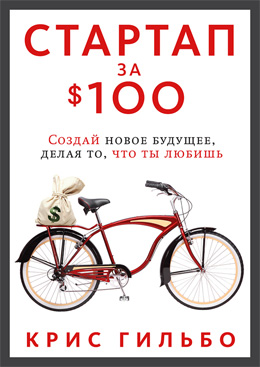 СТАРТАП
ЗА
$100
Создай новое будущее,
делая то, что ты любишь
$
КРИС ГИЛЬБО